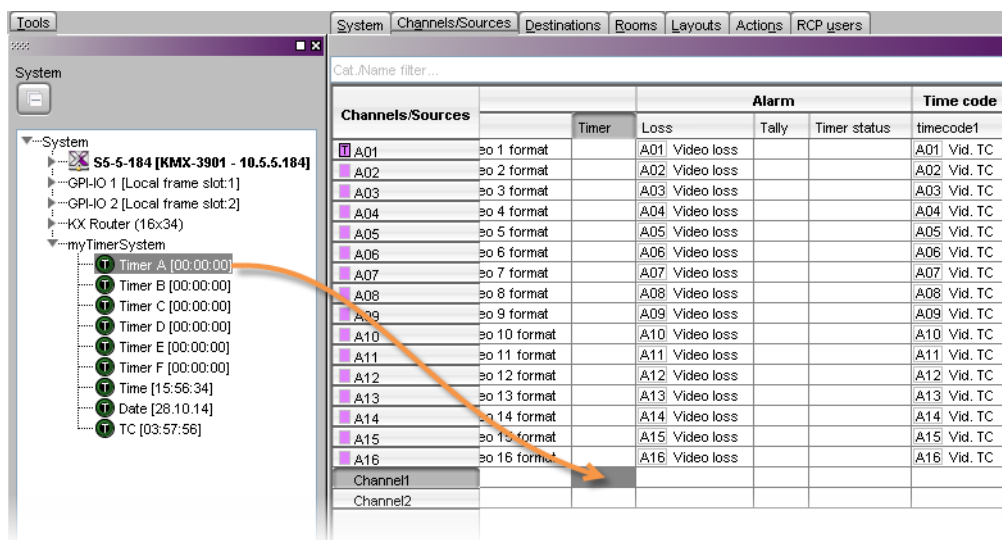 Tools
System Channels/Sources Destinations Rooms Layouts Actions RCP users
System
Cat./Name filter...
Channels/Sources Alarm Time code
Timer Loss Tally Timer status timecode1
System
S5-5-184 [KMX-3901 - 10.5.5.184]
GPI-IO 1 [Local frame slot:1]
GPI-IO 2 [Local frame slot:2]
KX Router (16x34)
myTimerSystem
Timer A [00:00:00]
Timer B [00:00:00]
Timer C [00:00:00]
Timer D [00:00:00]
Timer E [00:00:00]
Timer F [00:00:00]
Time [15:56:34]
Date [28.10.14]
TC [03:57:56]
T A01 eo 1 format A01 Video loss A01 Vid. TC
A02 eo 2 format A02 Video loss A02 Vid. TC
A03 eo 3 format A03 Video loss A03 Vid. TC
A04 eo 4 format A04 Video loss A04 Vid. TC
A05 eo 5 format A05 Video loss A05 Vid. TC
A06 eo 6 format A06 Video loss A06 Vid. TC
A07 eo 7 format A07 Video loss A07 Vid. TC
A08 eo 8 format A08 Video loss A08 Vid. TC
A09 eo 9 format A09 Video loss A09 Vid. TC
A10 eo 10 format A10 Video loss A10 Vid. TC
A11 eo 11 format A11 Video loss A11 Vid. TC
A12 eo 12 format A12 Video loss A12 Vid. TC
A13 eo 13 format A13 Video loss A13 Vid. TC
A14 eo 14 format A14 Video loss A14 Vid. TC
A15 eo 15 format A15 Video loss A15 Vid. TC
A16 eo 16 format A16 Video loss A16 Vid. TC
Channel1
Channel2